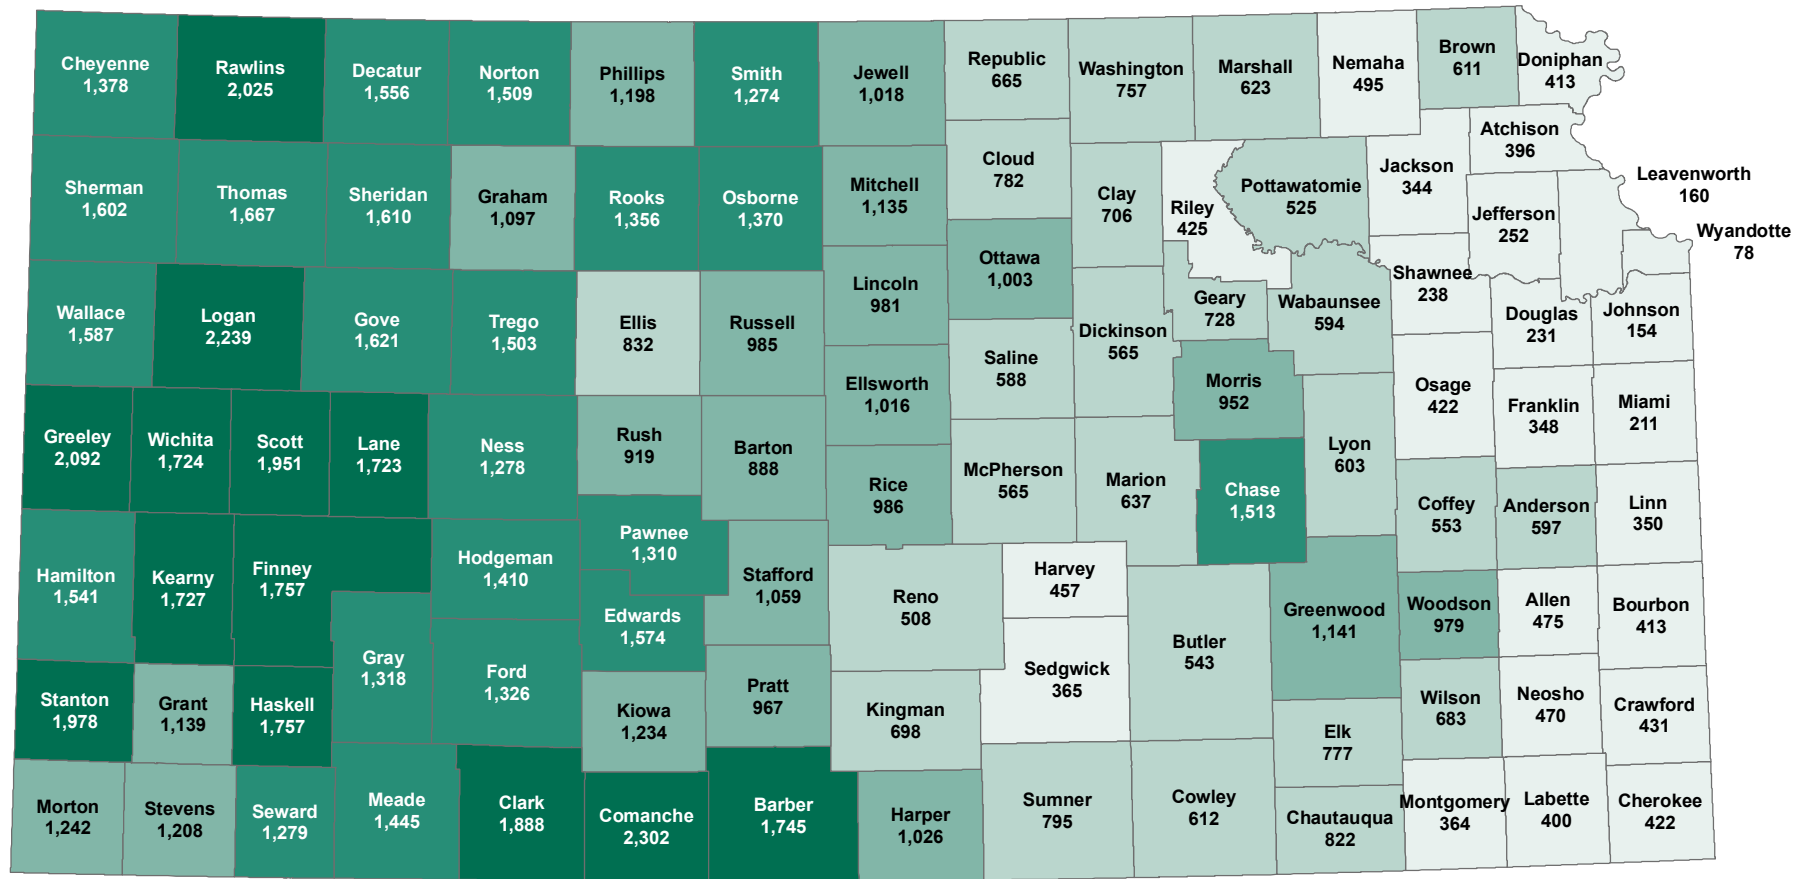 Cheyenne
1,378
Rawlins
2,025
Decatur
1,556
Norton
1,509
Phillips
1,198
Smith
1,274
Jewell
1,018
Republic
665
Washington
757
Marshall
623
Nemaha
495
Brown
611
Doniphan
413
Sherman
1,602
Thomas
1,667
Sheridan
1,610
Graham
1,097
Rooks
1,356
Osborne
1,370
Mitchell
1,135
Cloud
782
Clay
706
Riley
425
Pottawatomie
525
Jackson
344
Atchison
396
Jefferson
252
Leavenworth
160
Wyandotte
78
Wallace
1,587
Logan
2,239
Gove
1,621
Trego
1,503
Ellis
832
Russell
985
Lincoln
981
Ottawa
1,003
Saline
588
Dickinson
565
Geary
728
Wabaunsee
594
Shawnee
238
Douglas
231
Johnson
154
Greeley
2,092
Wichita
1,724
Scott
1,951
Lane
1,723
Ness
1,278
Rush
919
Barton
888
Ellsworth
1,016
Rice
986
McPherson
565
Marion
637
Morris
952
Chase
1,513
Lyon
603
Osage
422
Franklin
348
Miami
211
Coffey
553
Anderson
597
Linn
350
Hamilton
1,541
Kearny
1,727
Finney
1,757
Hodgeman
1,410
Pawnee
1,310
Edwards
1,574
Stafford
1,059
Reno
508
Harvey
457
Sedgwick
365
Butler
543
Greenwood
1,141
Woodson
979
Allen
475
Bourbon
413
Stanton
1,978
Grant
1,139
Haskell
1,757
Gray
1,318
Ford
1,326
Kiowa
1,234
Pratt
967
Kingman
698
Elk
777
Wilson
683
Neosho
470
Crawford
431
Morton
1,242
Stevens
1,208
Seward
1,279
Meade
1,445
Clark
1,888
Comanche
2,302
Barber
1,745
Harper
1,026
Sumner
795
Cowley
612
Chautauqua
822
Montgomery
364
Labette
400
Cherokee
422